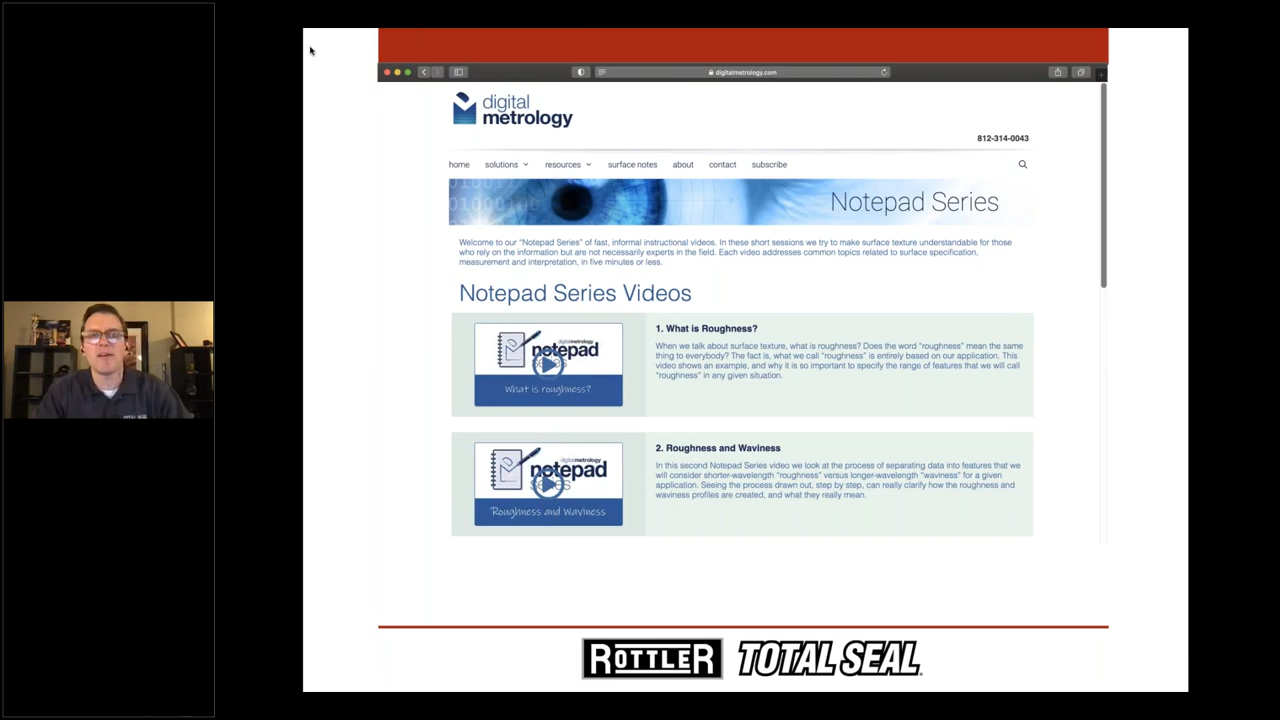 digitalmetrology.com
digital
metrology
812-314-0043
home solutions resources surface notes about contact subscribe
Notepad Series
Welcome to our “Notepad Series” of fast, informal instructional videos. In these short sessions we try to make surface texture understandable for those
who rely on the information but are not necessarily experts in the field. Each video addresses common topics related to surface specification,
measurement and interpretation, in five minutes or less.
Notepad Series Videos
digitalmetrology
notepad
What is roughness?
1. What is Roughness?
When we talk about surface texture, what is roughness? Does the word “roughness” mean the same
thing to everybody? The fact is, what we call “roughness” is entirely based on our application. This
video shows an example, and why it is so important to specify the range of features that we will call
“roughness” in any given situation.
digitalmetrology
notepad
Roughness and Waviness
2. Roughness and Waviness
In this second Notepad Series video we look at the process of separating data into features that we
will consider shorter-wavelength “roughness” versus longer-wavelength “waviness” for a given
application. Seeing the process drawn out, step by step, can really clarify how the roughness and
waviness profiles are created, and what they really mean.
ROTTLER TOTAL SEAL